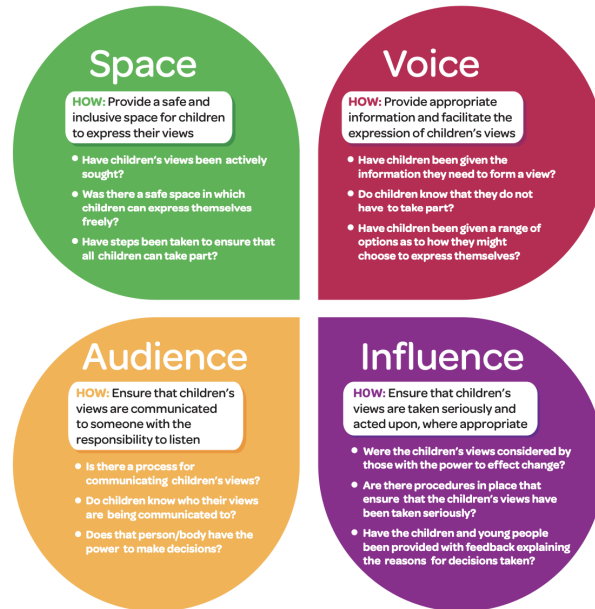 Space
HOW: Provide a safe and
inclusive space for children
to express their views
• Have children's views been actively
sought?
• Was there a safe space in which
children can express themselves
freely?
• Have steps been taken to ensure that
all children can take part?
Voice
HOW: Provide appropriate
information and facilitate the
expression of children's views
• Have children been given the
information they need to form a view?
• Do children know that they do not
have to take part?
• Have children been given a range of
options as to how they might
choose to express themselves?
Audience
HOW: Ensure that children's
views are communicated
to someone with the
responsibility to listen
• Is there a process for
communicating children's views?
• Do children know who their views
are being communicated to?
• Does that person/body have the
power to make decisions?
Influence
HOW: Ensure that children's
views are taken seriously and
acted upon, where appropriate
• Were the children's views considered by
those with the power to effect change?
• Are there procedures in place that
ensure that the children's views have
been taken seriously?
• Have the children and young people
been provided with feedback explaining
the reasons for decisions taken?